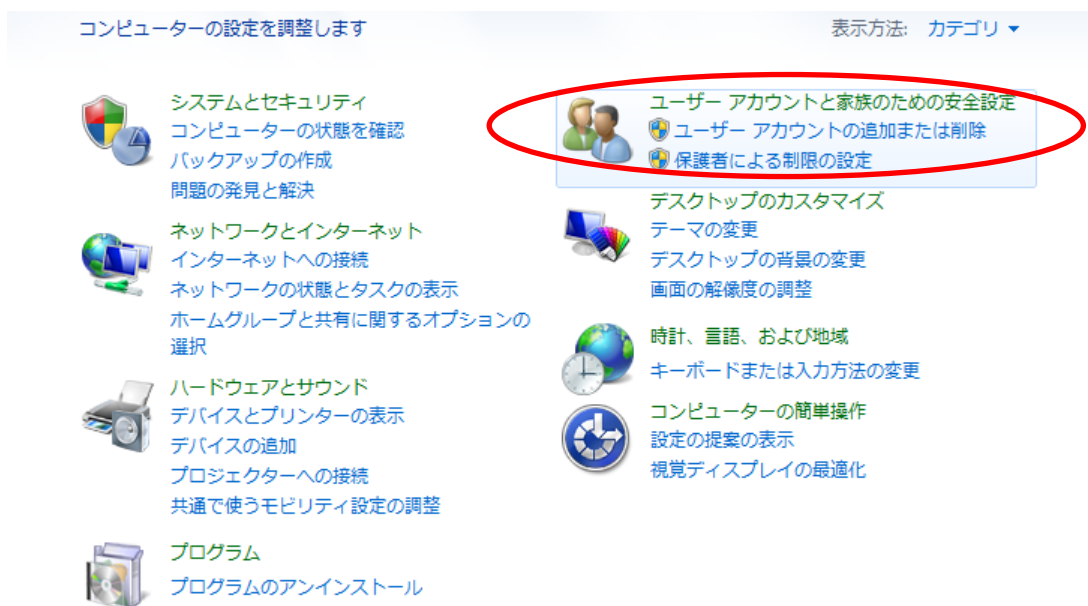 コンピューターの設定を調整します
表示方法: カテゴリ
システムとセキュリティ
コンピューターの状態を確認
バックアップの作成
問題の発見と解決
ネットワークとインターネット
インターネットへの接続
ネットワークの状態とタスクの表示
ホームグループと共有に関するオプションの
選択
ハードウェアとサウンド
デバイスとプリンターの表示
デバイスの追加
プロジェクターへの接続
共通で使うモビリティ設定の調整
プログラム
プログラムのアンインストール
ユーザー アカウントと家族のための安全設定
ユーザー アカウントの追加または削除
保護者による制限の設定
デスクトップのカスタマイズ
テーマの変更
デスクトップの背景の変更
画面の解像度の調整
時計、言語、および地域
キーボードまたは入力方法の変更
コンピューターの簡単操作
設定の提案の表示
視覚ディスプレイの最適化